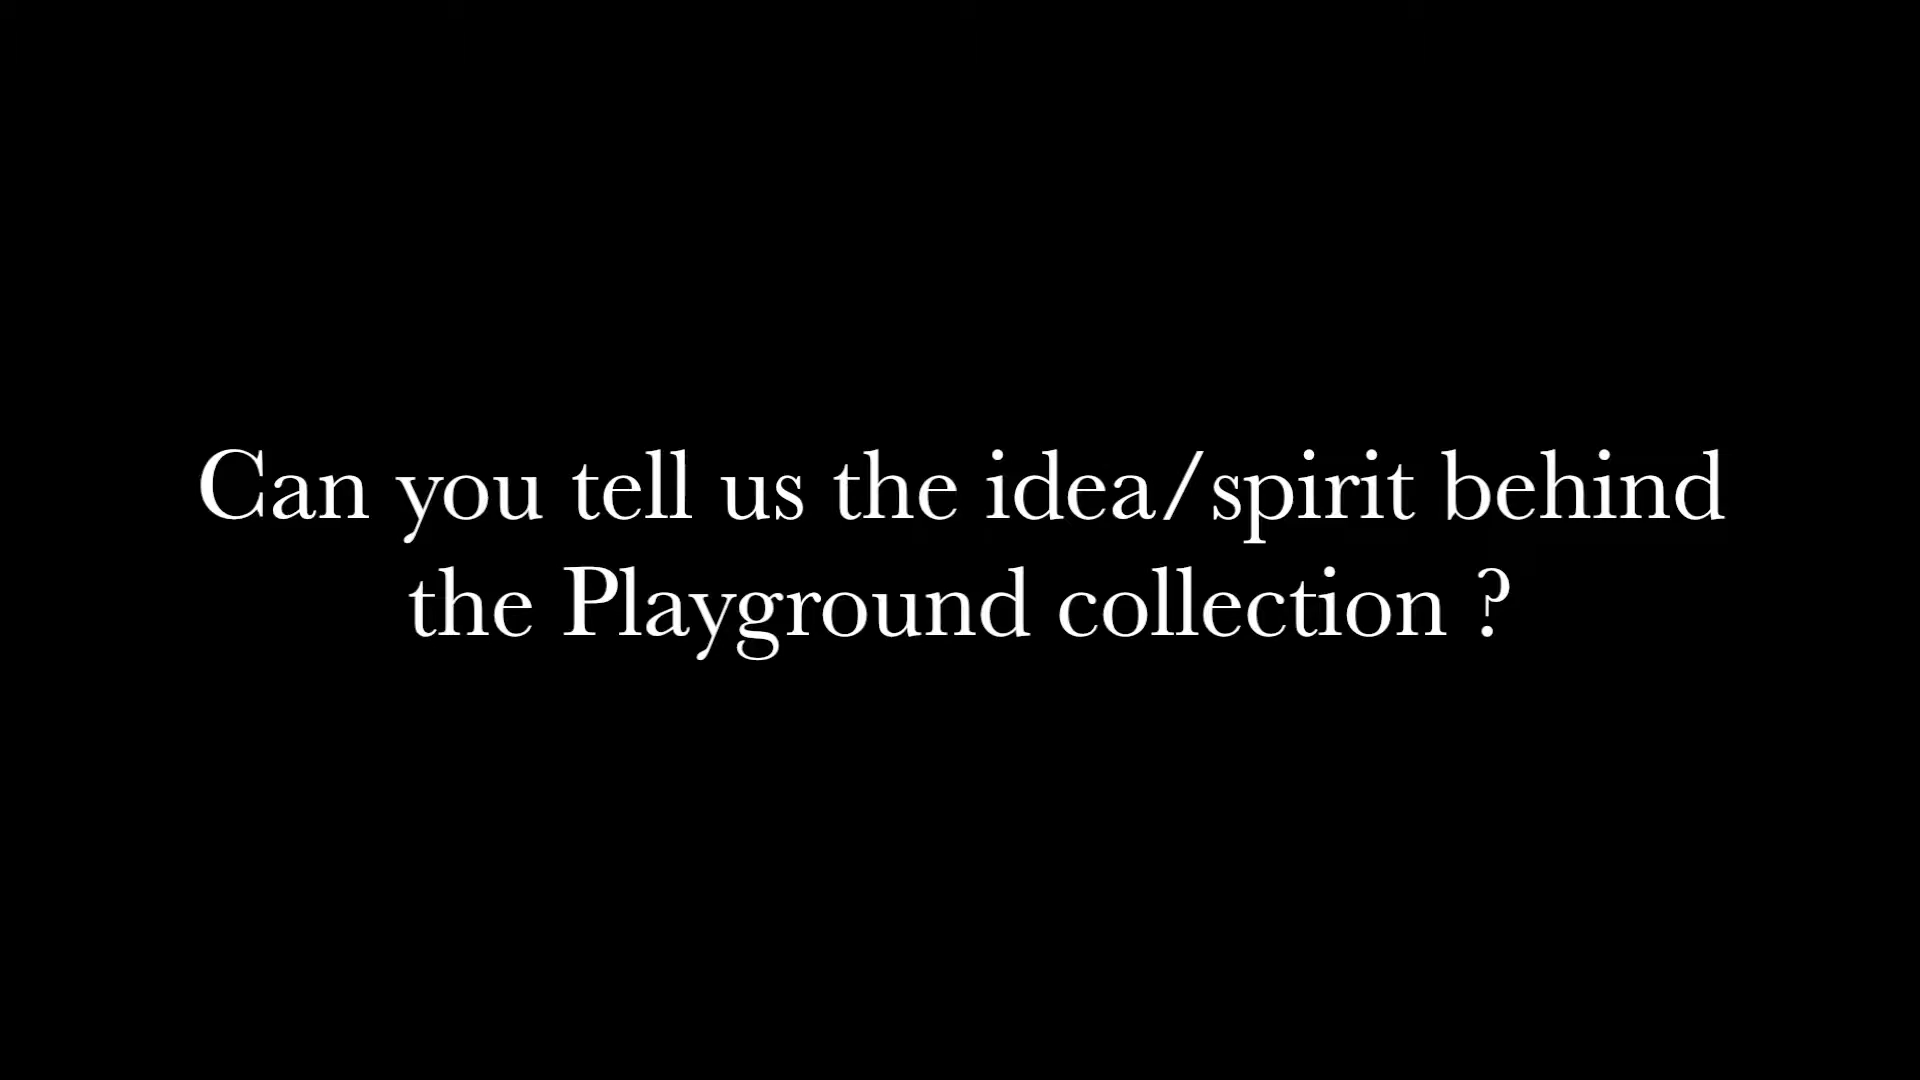 Can you tell us the idea/spirit behind
the Playground collection ?